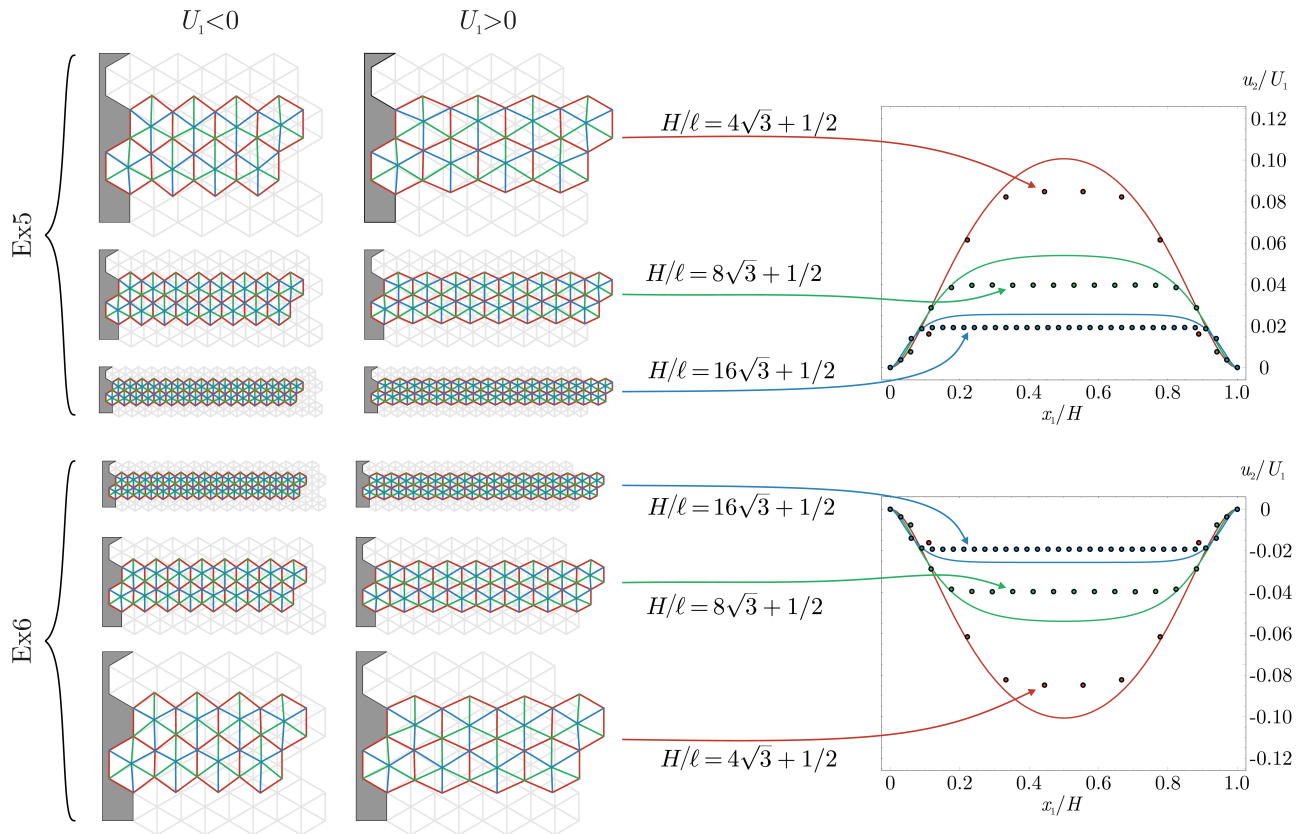 U₁<0
U₁>0
Ex5
H/ℓ=4√3+1/2
H/ℓ=8√3+1/2
H/ℓ=16√3+1/2
u₂/U₁
0.12
0.10
0.08
0.06
0.04
0.02
0
0 0.2 0.4 0.6 0.8 1.0
x₁/H
Ex6
H/ℓ=16√3+1/2
H/ℓ=8√3+1/2
H/ℓ=4√3+1/2
u₂/U₁
0
-0.02
-0.04
-0.06
-0.08
-0.10
-0.12
0 0.2 0.4 0.6 0.8 1.0
x₁/H